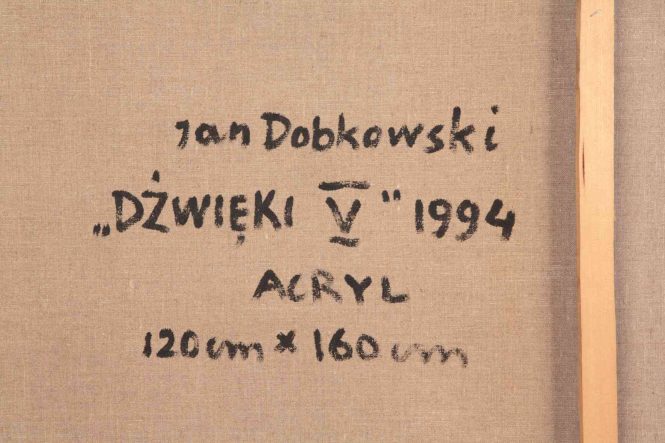 Jan Dobkowski
„DŹWIĘKI V" 1994
ACRYL
120cm x 160cm